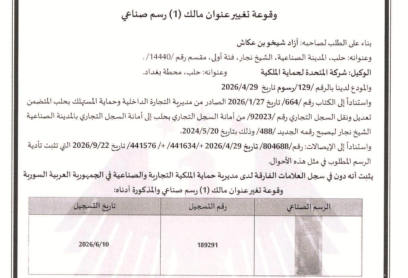 وقوعة تغيير عنوان مالك (1) رسم صناعي
بناء على الطلب لصاحبه: آزاد شيخو بن عكاش
وعنوانه: حلب، المدينة الصناعية، الشيخ نجار، فئة أولى، مقسم رقم /14440/.
الوكيل: شركة المتحدة لحماية الملكية وعنوانه: حلب، محطة بغداد.
والمودع لدينا بالرقم /129/رسوم تاريخ 2026/4/29
واستناداً إلى الكتاب رقم /664/ تاريخ 2026/1/27 الصادر من مديرية التجارة الداخلية وحماية المستهلك بحلب المتضمن
تعديل ونقل السجل التجاري رقم /92023/ من أمانة السجل التجاري بحلب إلى أمانة السجل التجاري بالمدينة الصناعية
الشيخ نجار ليصبح رقمه الجديد /488/ وذلك بتاريخ 2024/5/20
واستناداً إلى الإيصالات: رقم /804688/ تاريخ 2026/4/29 +/441634/ +/441576 تاريخ 2026/9/22 التي تثبت تأدية
الرسم المطلوب في مثل هذه الأحوال.
يثبت أنه دون في سجل العلامات الفارقة لدى مديرية حماية الملكية التجارية والصناعية في الجمهورية العربية السورية
وقوعة تغيير عنوان مالك (1) رسم صناعي والمذكورة أدناه:
الرسم الصناعي رقم التسجيل تاريخ التسجيل
189291 2026/6/10